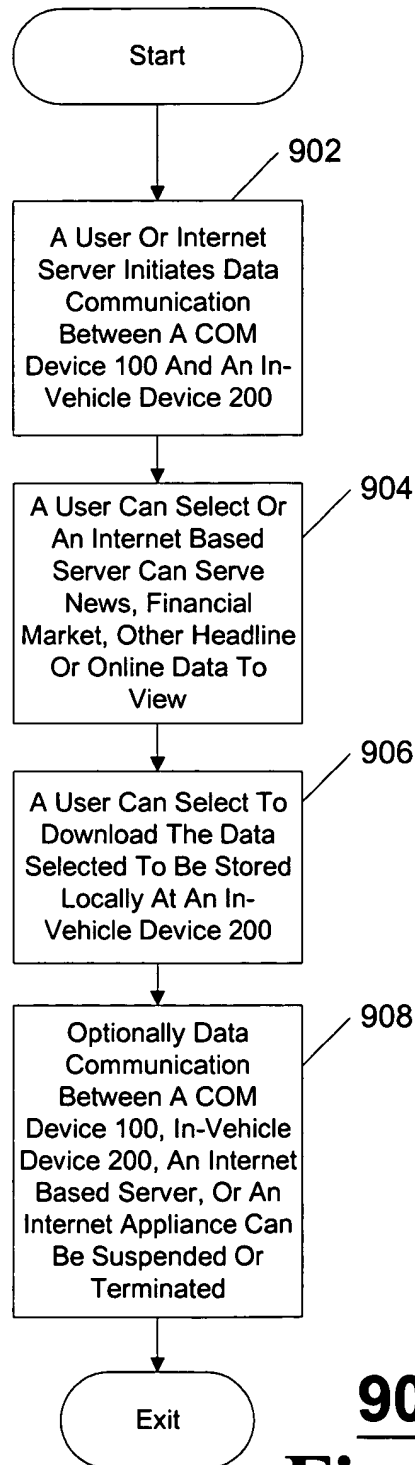 Start
902
A User Or Internet
Server Initiates Data
Communication
Between A COM
Device 100 And An In-
Vehicle Device 200
904
A User Can Select Or
An Internet Based
Server Can Serve
News, Financial
Market, Other Headline
Or Online Data To
View
906
A User Can Select To
Download The Data
Selected To Be Stored
Locally At An In-
Vehicle Device 200
908
Optionally Data
Communication
Between A COM
Device 100, In-Vehicle
Device 200, An Internet
Based Server, Or An
Internet Appliance Can
Be Suspended Or
Terminated
Exit